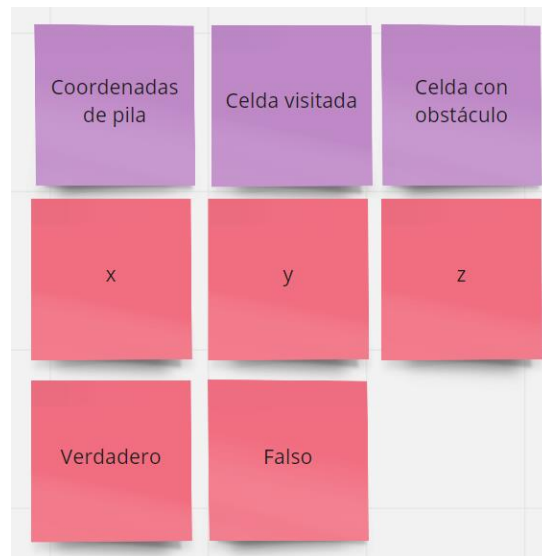 Coordenadas
de pila
Celda visitada
Celda con
obstáculo
x
y
z
Verdadero
Falso